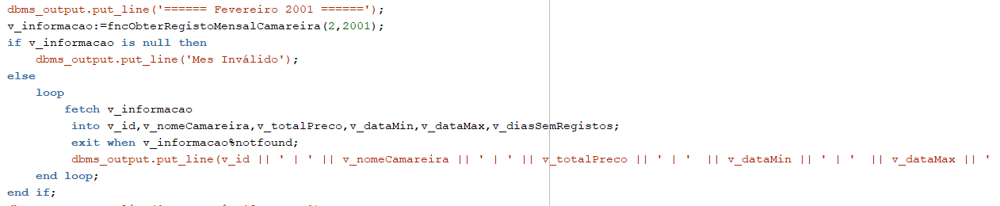 dbms_output.put_line('====== Fevereiro 2001 ======');
v_informacao:=fncObterRegistoMensalCamareira(2,2001);
if v_informacao is null then
dbms_output.put_line('Mes Inválido');
else
loop
fetch v_informacao
into v_id,v_nomeCamareira,v_totalPreco,v_dataMin,v_dataMax,v_diasSemRegistos;
exit when v_informacao%notfound;
dbms_output.put_line(v_id || ' | ' || v_nomeCamareira || ' | ' || v_totalPreco || ' | '  || v_dataMin || ' | '  || v_dataMax || '
end loop;
end if;